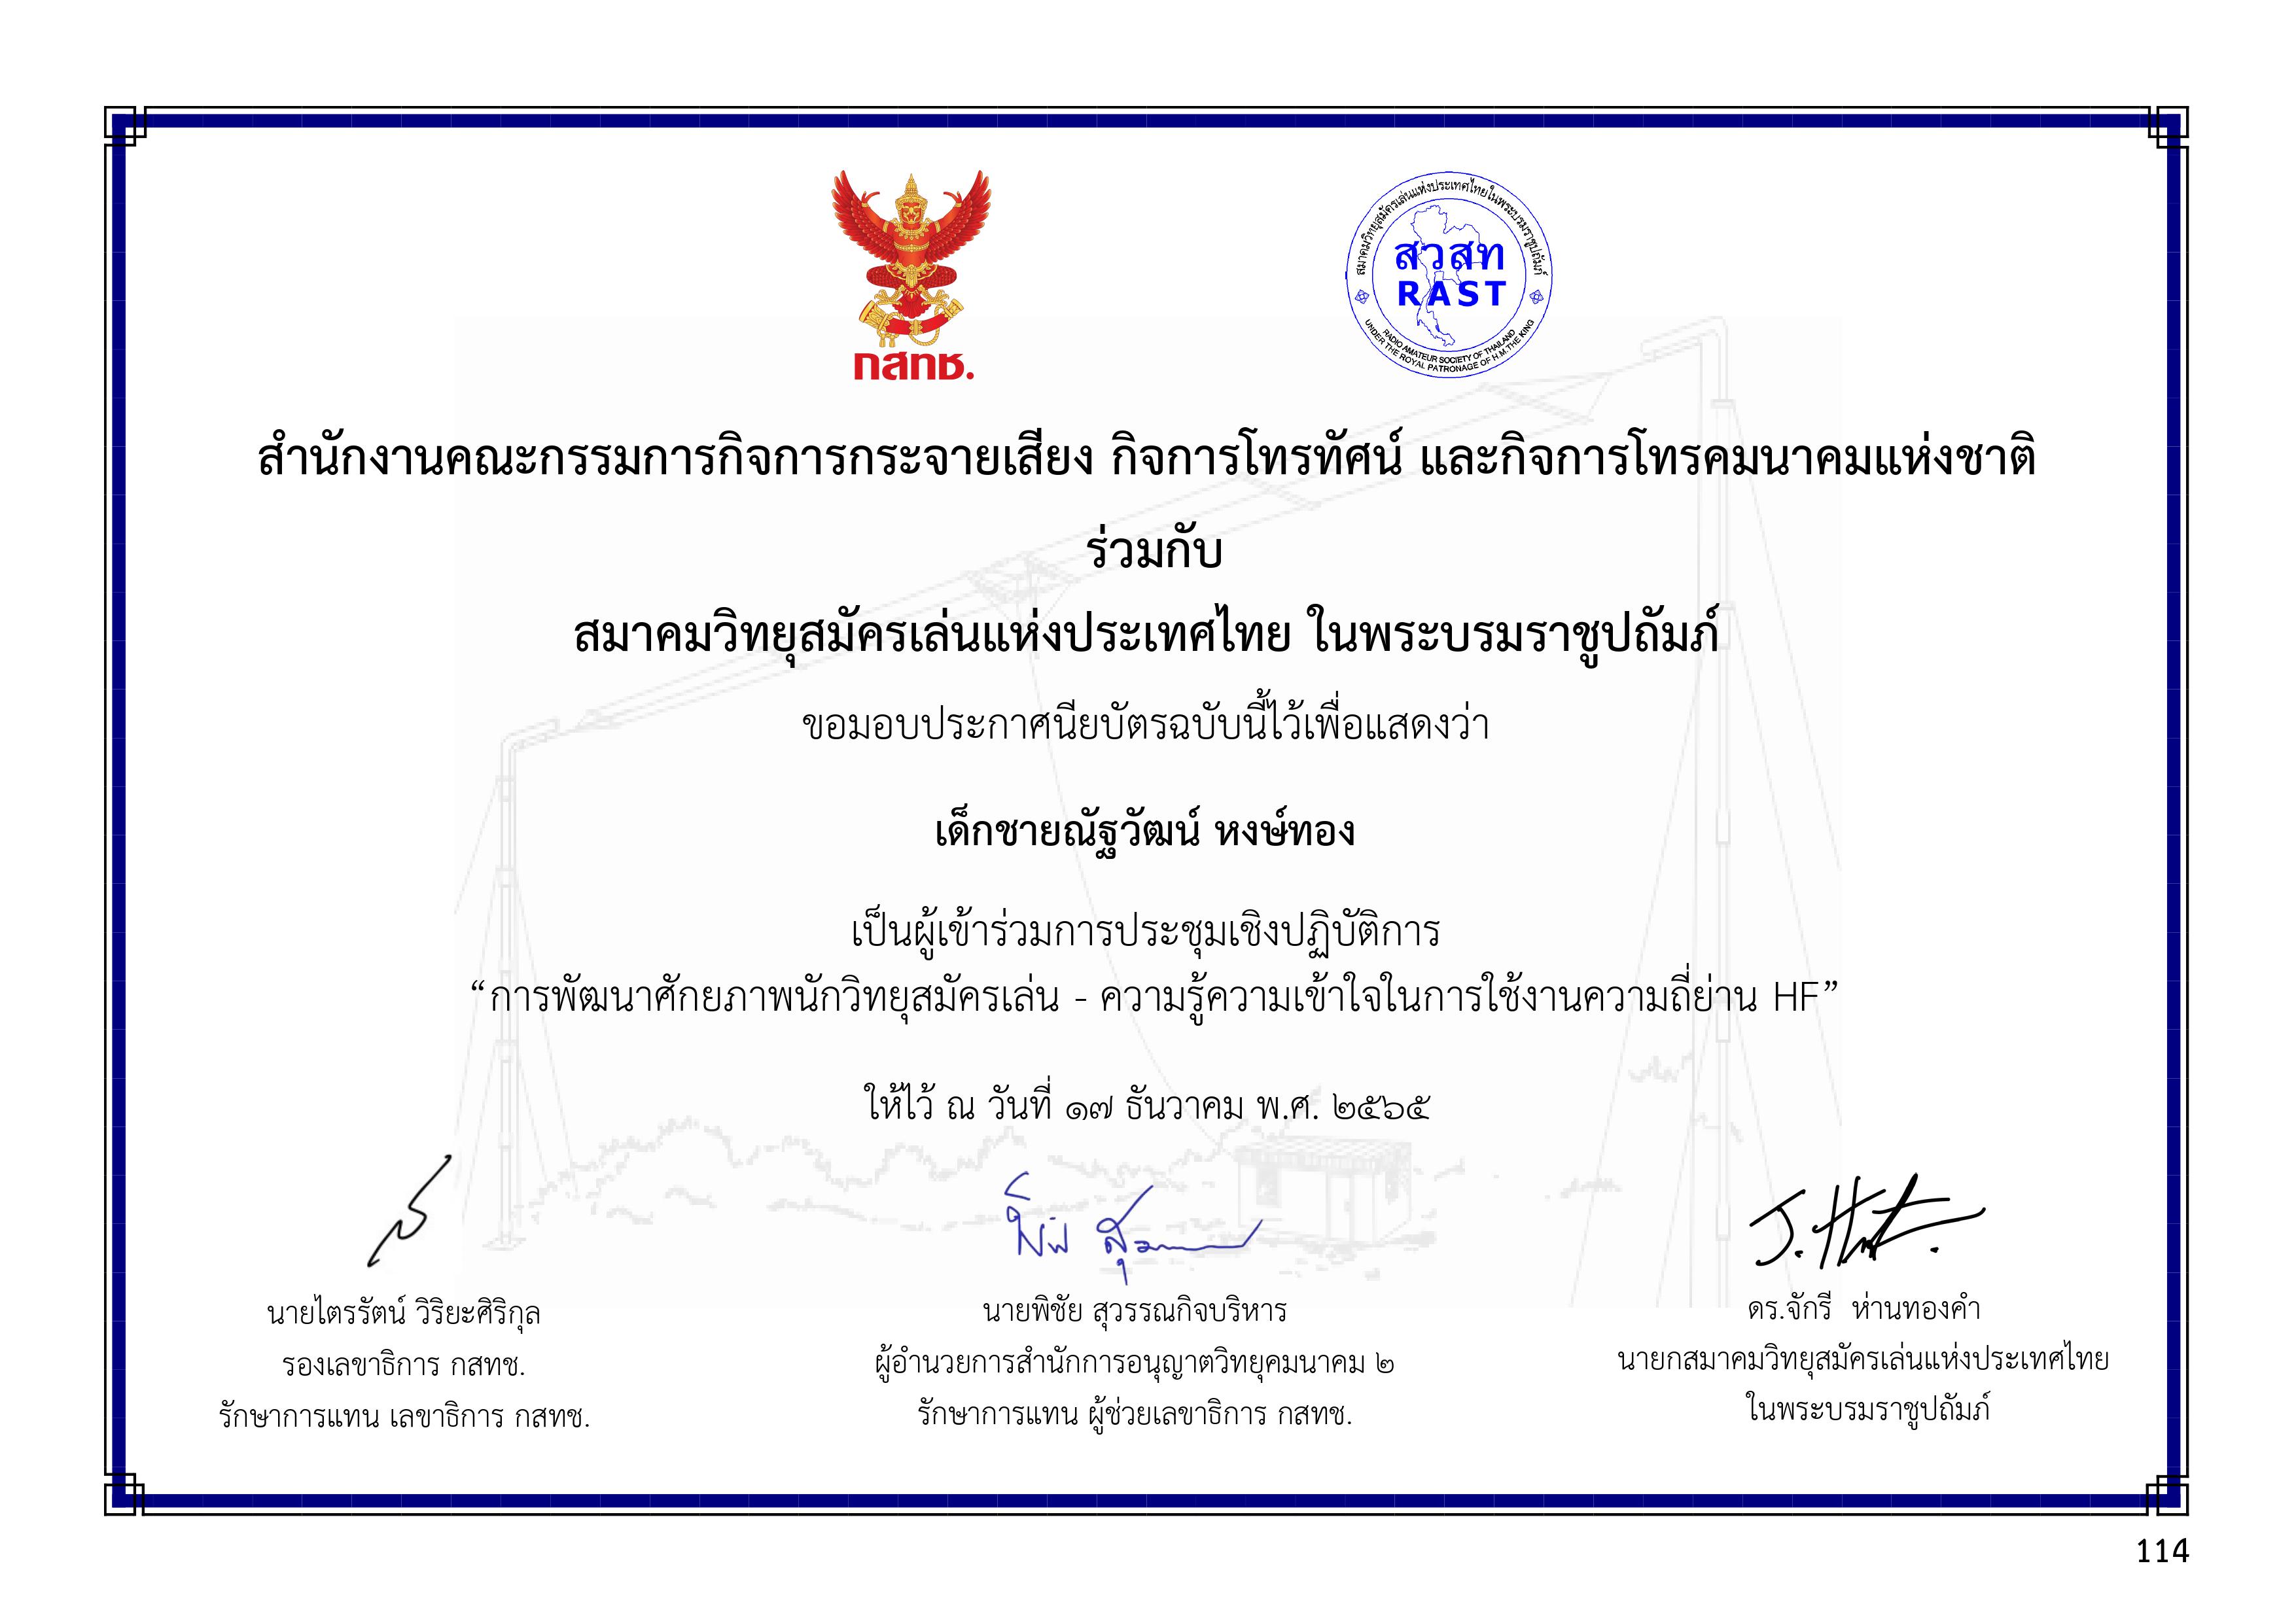 กสทช.
สมาคมวิทยุสมัครเล่นแห่งประเทศไทยในพระบรมราชูปถัมภ์
สวสท
RAST
RADIO AMATEUR SOCIETY OF THAILAND
UNDER THE ROYAL PATRONAGE OF H.M.THE KING
สำนักงานคณะกรรมการกิจการกระจายเสียง กิจการโทรทัศน์ และกิจการโทรคมนาคมแห่งชาติ
ร่วมกับ
สมาคมวิทยุสมัครเล่นแห่งประเทศไทย ในพระบรมราชูปถัมภ์
ขอมอบประกาศนียบัตรฉบับนี้ไว้เพื่อแสดงว่า
เด็กชายณัฐวัฒน์ หงษ์ทอง
เป็นผู้เข้าร่วมการประชุมเชิงปฏิบัติการ
“การพัฒนาศักยภาพนักวิทยุสมัครเล่น - ความรู้ความเข้าใจในการใช้งานความถี่ย่าน HF”
ให้ไว้ ณ วันที่ ๑๗ ธันวาคม พ.ศ. ๒๕๖๕
นายไตรรัตน์ วิริยะศิริกุล
รองเลขาธิการ กสทช.
รักษาการแทน เลขาธิการ กสทช.
นายพิชัย สุวรรณกิจบริหาร
ผู้อำนวยการสำนักการอนุญาตวิทยุคมนาคม ๒
รักษาการแทน ผู้ช่วยเลขาธิการ กสทช.
ดร.จักรี ห่านทองคำ
นายกสมาคมวิทยุสมัครเล่นแห่งประเทศไทย
ในพระบรมราชูปถัมภ์
114